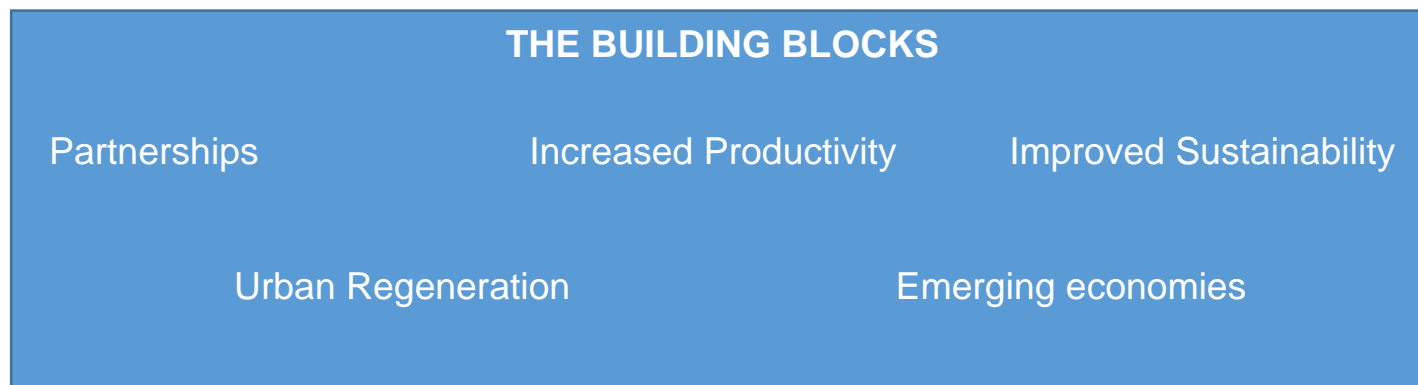 THE BUILDING BLOCKS
Partnerships Increased Productivity Improved Sustainability
Urban Regeneration Emerging economies